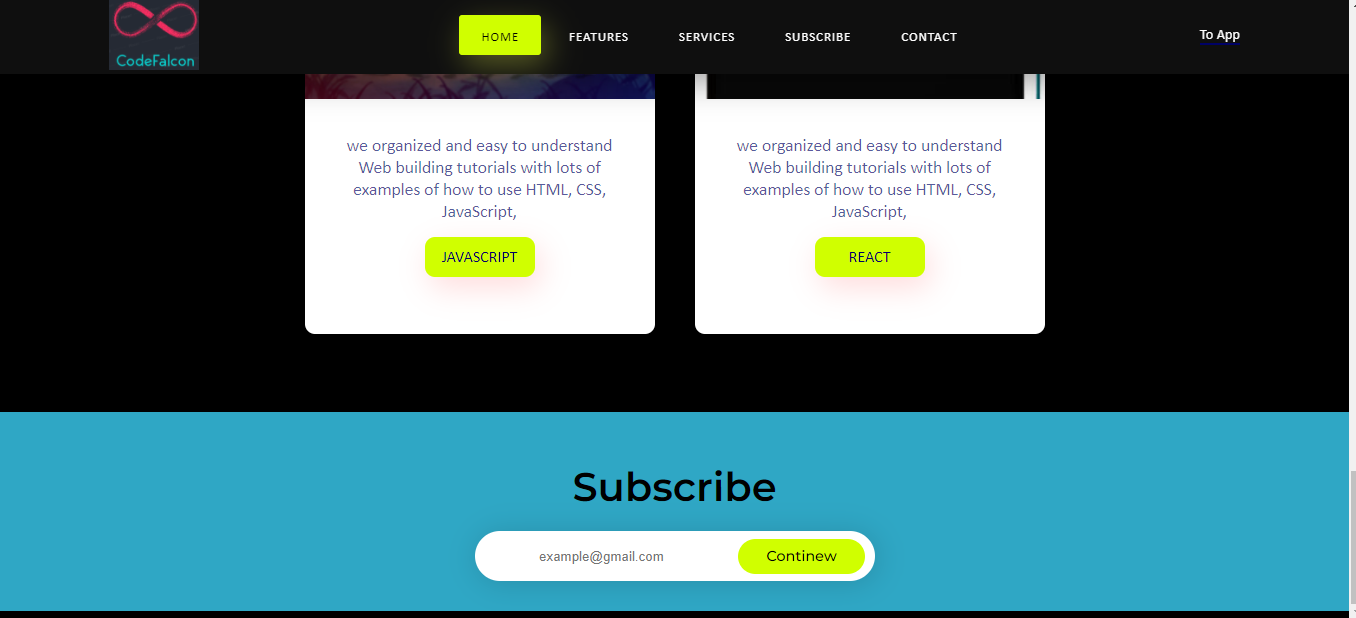 CodeFalcon
HOME FEATURES SERVICES SUBSCRIBE CONTACT To App
we organized and easy to understand
Web building tutorials with lots of
examples of how to use HTML, CSS,
JavaScript,
JAVASCRIPT
we organized and easy to understand
Web building tutorials with lots of
examples of how to use HTML, CSS,
JavaScript,
REACT
Subscribe
example@gmail.com Continew